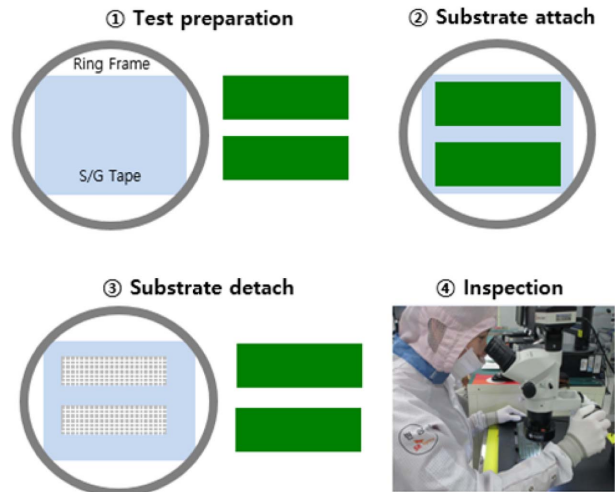 ① Test preparation
② Substrate attach
Ring Frame
S/G Tape
③ Substrate detach
④ Inspection